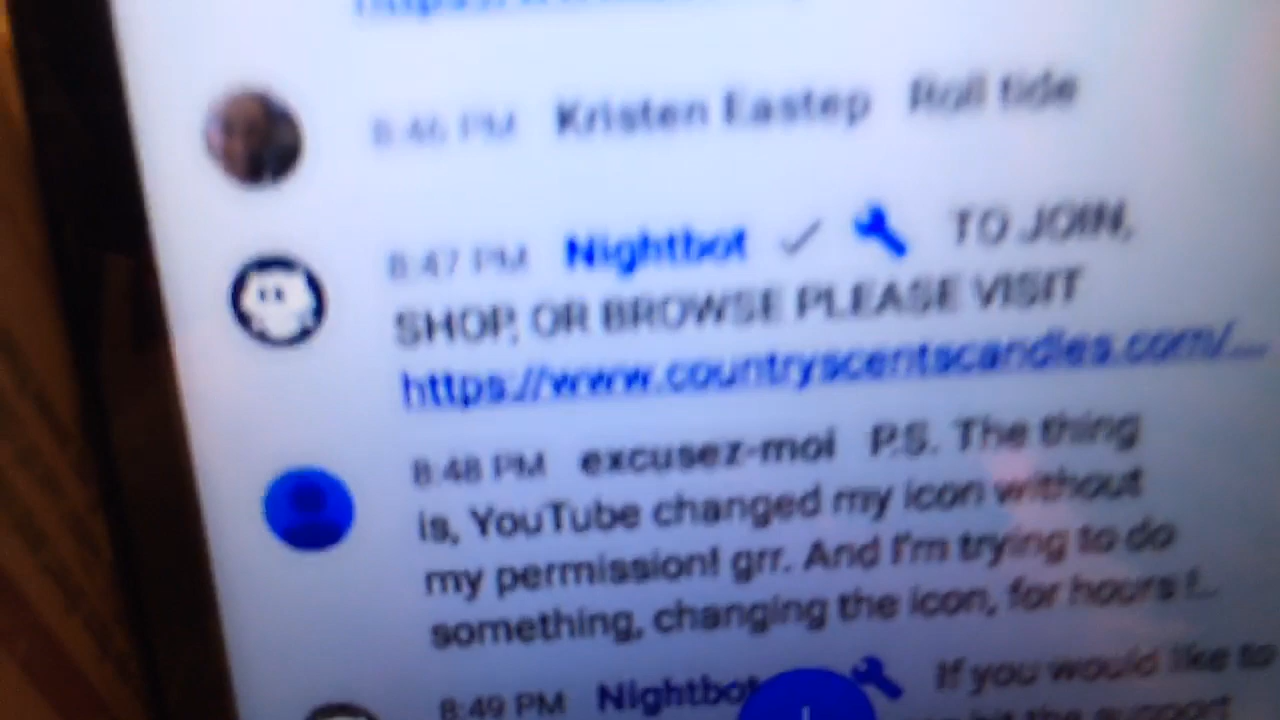 8:46 PM Kristen Eastep Roll tide
8:47 PM Nightbot TO JOIN,
SHOP, OR BROWSE PLEASE VISIT
https://www.countryscentscandles.com/...
8:48 PM excusez-moi P.S. The thing
is, YouTube changed my icon without
my permission! grr. And I'm trying to do
something, changing the icon, for hours !...
8:49 PM Nightbot If you would like to
hit the support